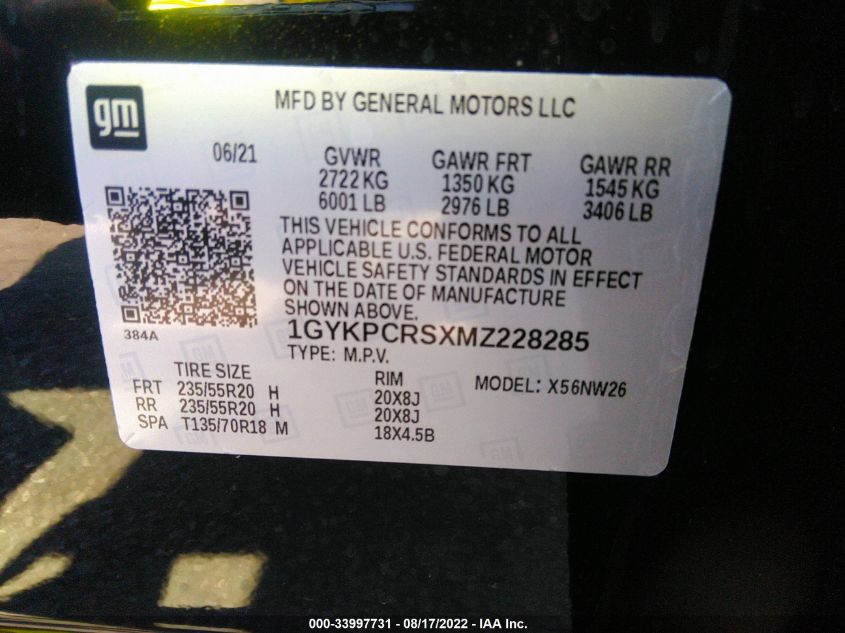 gm
MFD BY GENERAL MOTORS LLC
06/21 GVWR GAWR FRT GAWR RR
2722 KG 1350 KG 1545 KG
6001 LB 2976 LB 3406 LB
THIS VEHICLE CONFORMS TO ALL
APPLICABLE U.S. FEDERAL MOTOR
VEHICLE SAFETY STANDARDS IN EFFECT
ON THE DATE OF MANUFACTURE
SHOWN ABOVE.
384A
1GYKPCRSXMZ228285
TYPE: M.P.V.
TIRE SIZE RIM MODEL: X56NW26
FRT 235/55R20 H 20X8J
RR 235/55R20 H 20X8J
SPA T135/70R18 M 18X4.5B
000-33997731 - 08/17/2022 - IAA Inc.